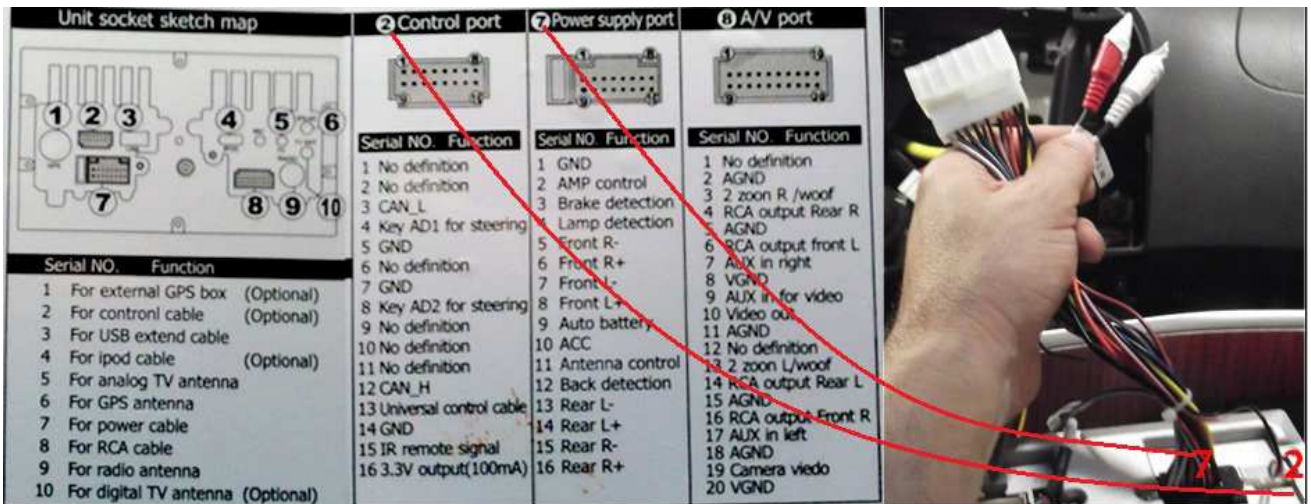 Unit socket sketch map
1
2
3
4
5
6
7
8
9
10
Serial NO. Function
1 For external GPS box (Optional)
2 For contronl cable (Optional)
3 For USB extend cable
4 For ipod cable (Optional)
5 For analog TV antenna
6 For GPS antenna
7 For power cable
8 For RCA cable
9 For radio antenna
10 For digital TV antenna (Optional)
2 Control port
1 8
9
Serial NO. Function
1 No definition
2 No definition
3 CAN_L
4 Key AD1 for steering
5 GND
6 No definition
7 GND
8 Key AD2 for steering
9 No definition
10 No definition
11 No definition
12 CAN_H
13 Universal control cable
14 GND
15 IR remote signal
16 3.3V output(100mA)
7 Power supply port
1 8
9
Serial NO. Function
1 GND
2 AMP control
3 Brake detection
4 Lamp detection
5 Front R-
6 Front R+
7 Front L-
8 Front L+
9 Auto battery
10 ACC
11 Antenna control
12 Back detection
13 Rear L-
14 Rear L+
15 Rear R-
16 Rear R+
8 A/V port
Serial NO. Function
1 No definition
2 AGND
3 2 zoon R /woof
4 RCA output Rear R
5 AGND
6 RCA output front L
7 AUX in right
8 VGND
9 AUX in for video
10 Video out
11 AGND
12 No definition
13 2 zoon L/woof
14 RCA output Rear L
15 AGND
16 RCA output Front R
17 AUX in left
18 AGND
19 Camera viedo
20 VGND
7
2